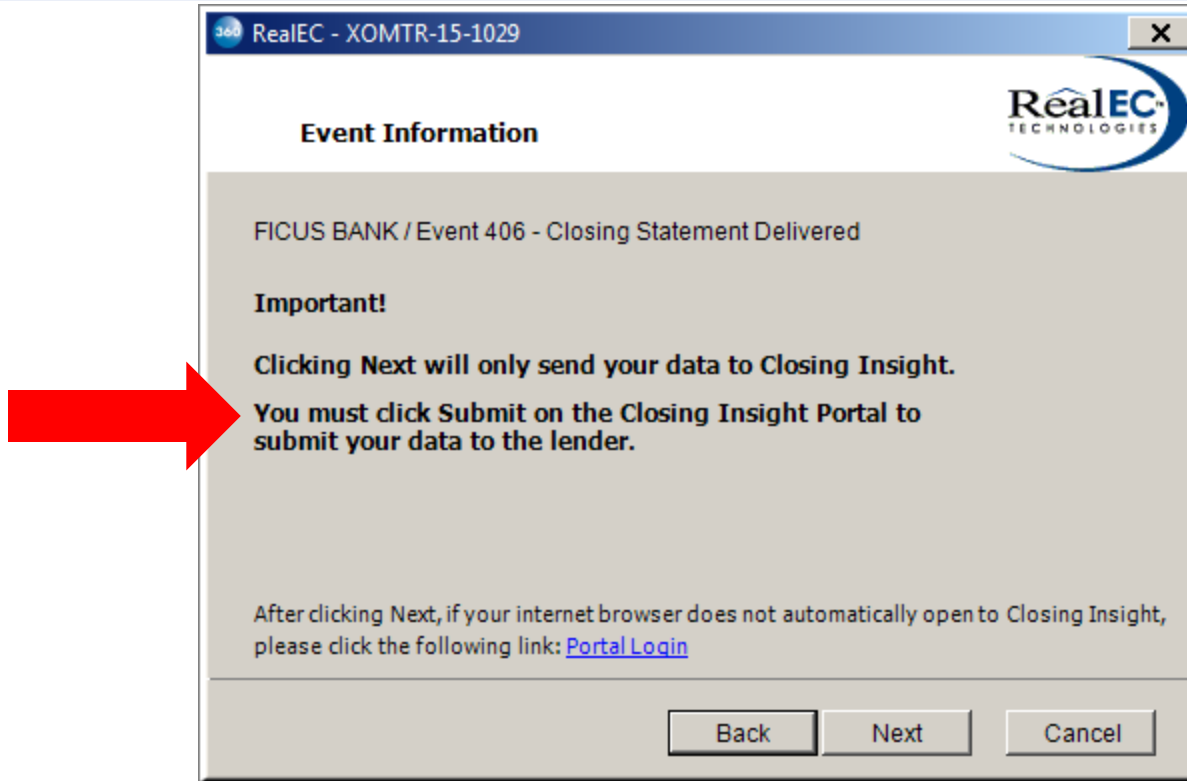 360 RealEC - XOMTR-15-1029
RealEC™
TECHNOLOGIES
Event Information
FICUS BANK / Event 406 - Closing Statement Delivered
Important!
Clicking Next will only send your data to Closing Insight.
You must click Submit on the Closing Insight Portal to
submit your data to the lender.
After clicking Next, if your internet browser does not automatically open to Closing Insight,
please click the following link: Portal Login
Back Next Cancel